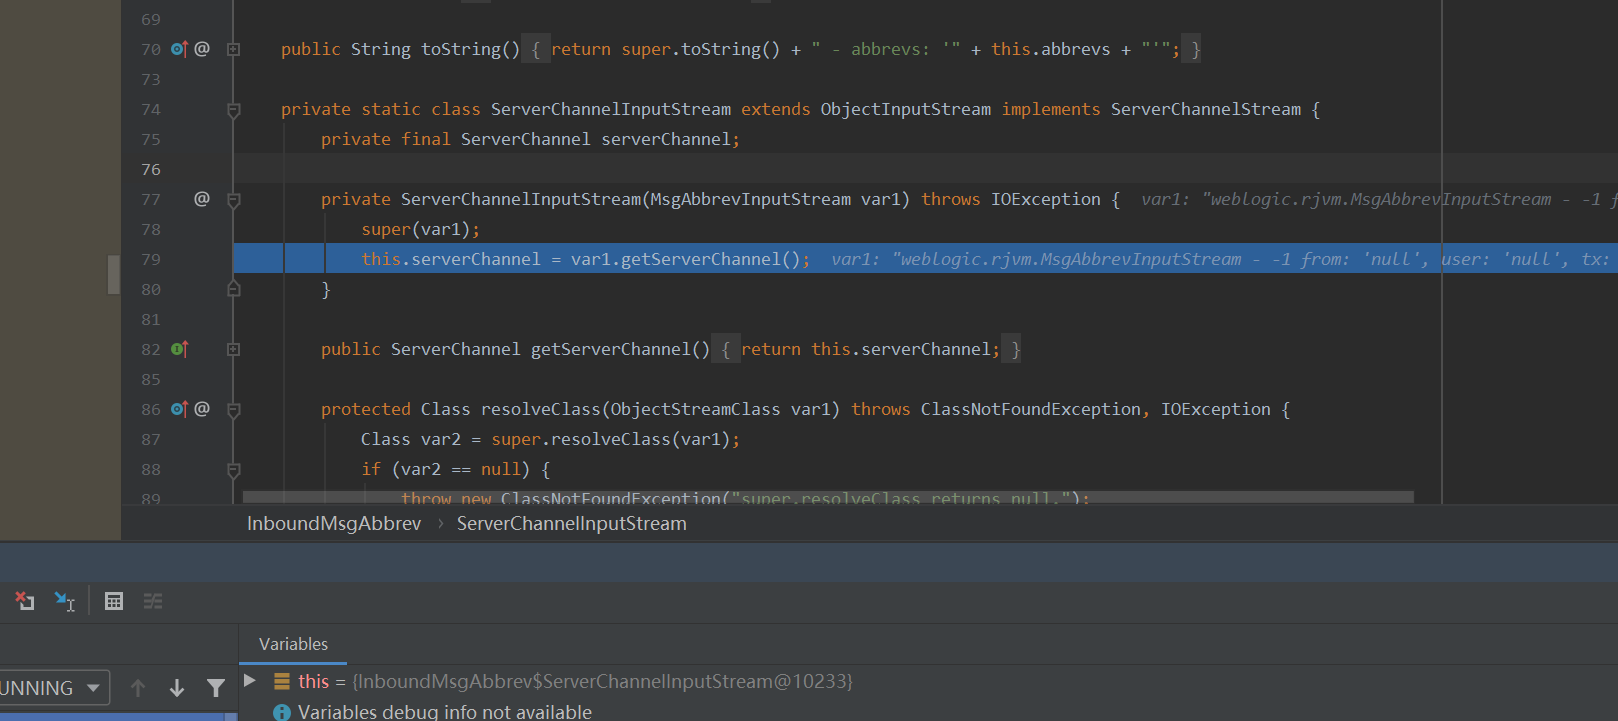 69
70 @ public String toString() { return super.toString() + " - abbrevs: '" + this.abbrevs + "'"; }
73
74 private static class ServerChannelInputStream extends ObjectInputStream implements ServerChannelStream {
75 private final ServerChannel serverChannel;
76
77 @ private ServerChannelInputStream(MsgAbbrevInputStream var1) throws IOException { var1: "weblogic.rjvm.MsgAbbrevInputStream - -1 f
78 super(var1);
79 this.serverChannel = var1.getServerChannel(); var1: "weblogic.rjvm.MsgAbbrevInputStream - -1 from: 'null', user: 'null', tx:
80 }
81
82 public ServerChannel getServerChannel() { return this.serverChannel; }
85
86 @ protected Class resolveClass(ObjectStreamClass var1) throws ClassNotFoundException, IOException {
87 Class var2 = super.resolveClass(var1);
88 if (var2 == null) {
89 throw new ClassNotFoundException("super.resolveClass returns null.");
InboundMsgAbbrev › ServerChannelInputStream
Variables
UNNING
this = {InboundMsgAbbrev$ServerChannelInputStream@10233}
Variables debug info not available